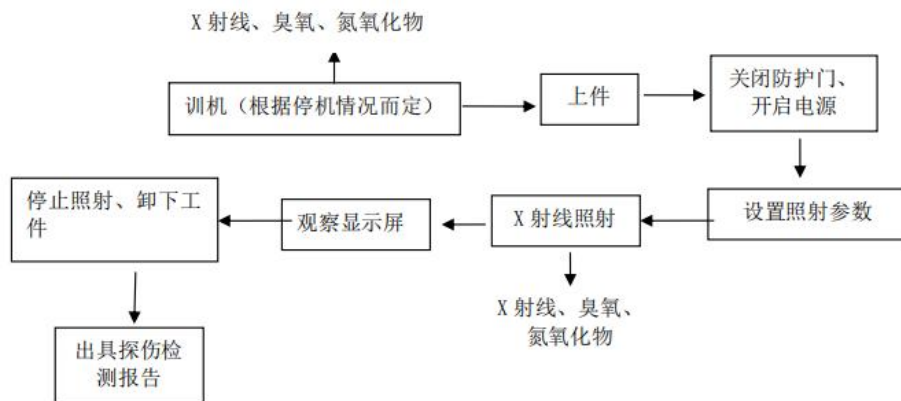 X 射线、臭氧、氮氧化物
训机（根据停机情况而定）
上件
关闭防护门、
开启电源
设置照射参数
X 射线照射
观察显示屏
停止照射、卸下工
件
X 射线、臭氧、
氮氧化物
出具探伤检
测报告